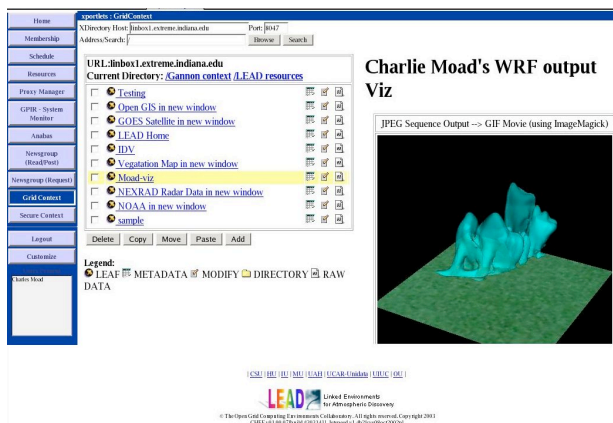 xportlets : GridContext
XDirectory Host: linbox1.extreme.indiana.edu Port: 8047
Address/Search: / Browse Search
Home
Membership
Schedule
Resources
Proxy Manager
GPIR - System
Monitor
Anabas
Newsgroup
(Read/Post)
Newsgroup (Request)
Grid Context
Secure Context
Logout
Customize
Charles Moad
URL:linbox1.extreme.indiana.edu
Current Directory: /Gannon context /LEAD resources
Testing
Open GIS in new window
GOES Satellite in new window
LEAD Home
IDV
Vegatation Map in new window
Moad-viz
NEXRAD Radar Data in new window
NOAA in new window
sample
Delete Copy Move Paste Add
Legend:
LEAF METADATA MODIFY DIRECTORY RAW
DATA
Charlie Moad's WRF output
Viz
JPEG Sequence Output --> GIF Movie (using ImageMagick)
| CSU | HU | IU | MU | UAH | UCAR-Unidata | UIUC | OU |
LEAD Linked Environments
for Atmospheric Discovery
© The Open Grid Computing Environments Collaboratory. All rights reserved. Copyright 2003